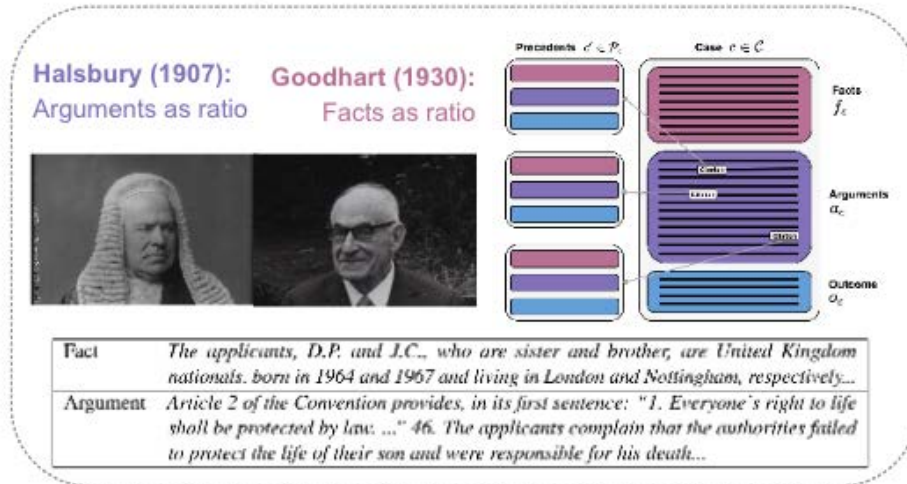 Halsbury (1907):
Arguments as ratio
Goodhart (1930):
Facts as ratio
Precedents c' ∈ P_c
Case c ∈ C
Facts
f_c
Arguments
a_c
Outcome
o_c
Fact
The applicants, D.P. and J.C., who are sister and brother, are United Kingdom
nationals. born in 1964 and 1967 and living in London and Nottingham, respectively...
Argument
Article 2 of the Convention provides, in its first sentence: "1. Everyone's right to life
shall be protected by law. ..." 46. The applicants complain that the authorities failed
to protect the life of their son and were responsible for his death...